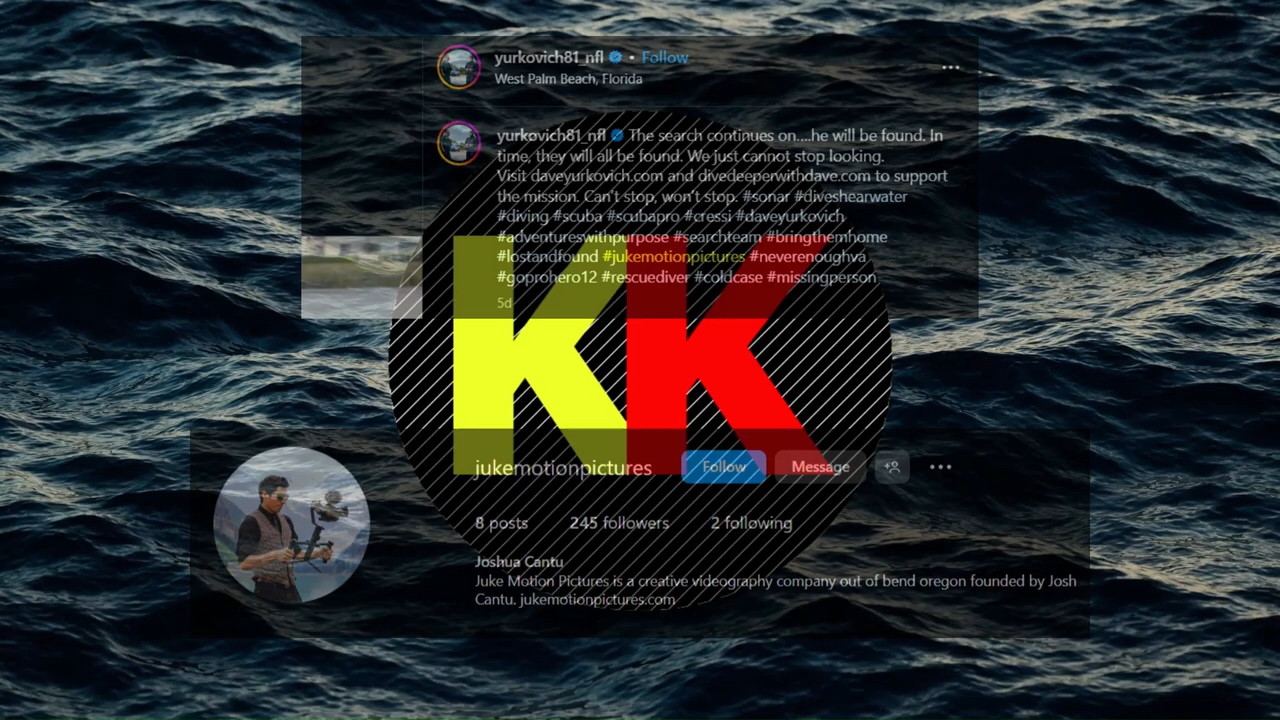 yurkovich81_nfl • Follow
West Palm Beach, Florida
yurkovich81_nfl The search continues on....he will be found. In
time, they will all be found. We just cannot stop looking.
Visit daveyurkovich.com and divedeeperwithdave.com to support
the mission. Can't stop, won't stop. #sonar #diveshearwater
#diving #scuba #scubapro #cressi #daveyurkovich
#adventureswithpurpose #searchteam #bringthemhome
#lostandfound #jukemotionpictures #neverenoughva
#goprohero12 #rescuediver #coldcase #missingperson
5d
KK
jukemotionpictures Follow Message
8 posts 245 followers 2 following
Joshua Cantu
Juke Motion Pictures is a creative videography company out of bend oregon founded by Josh
Cantu. jukemotionpictures.com